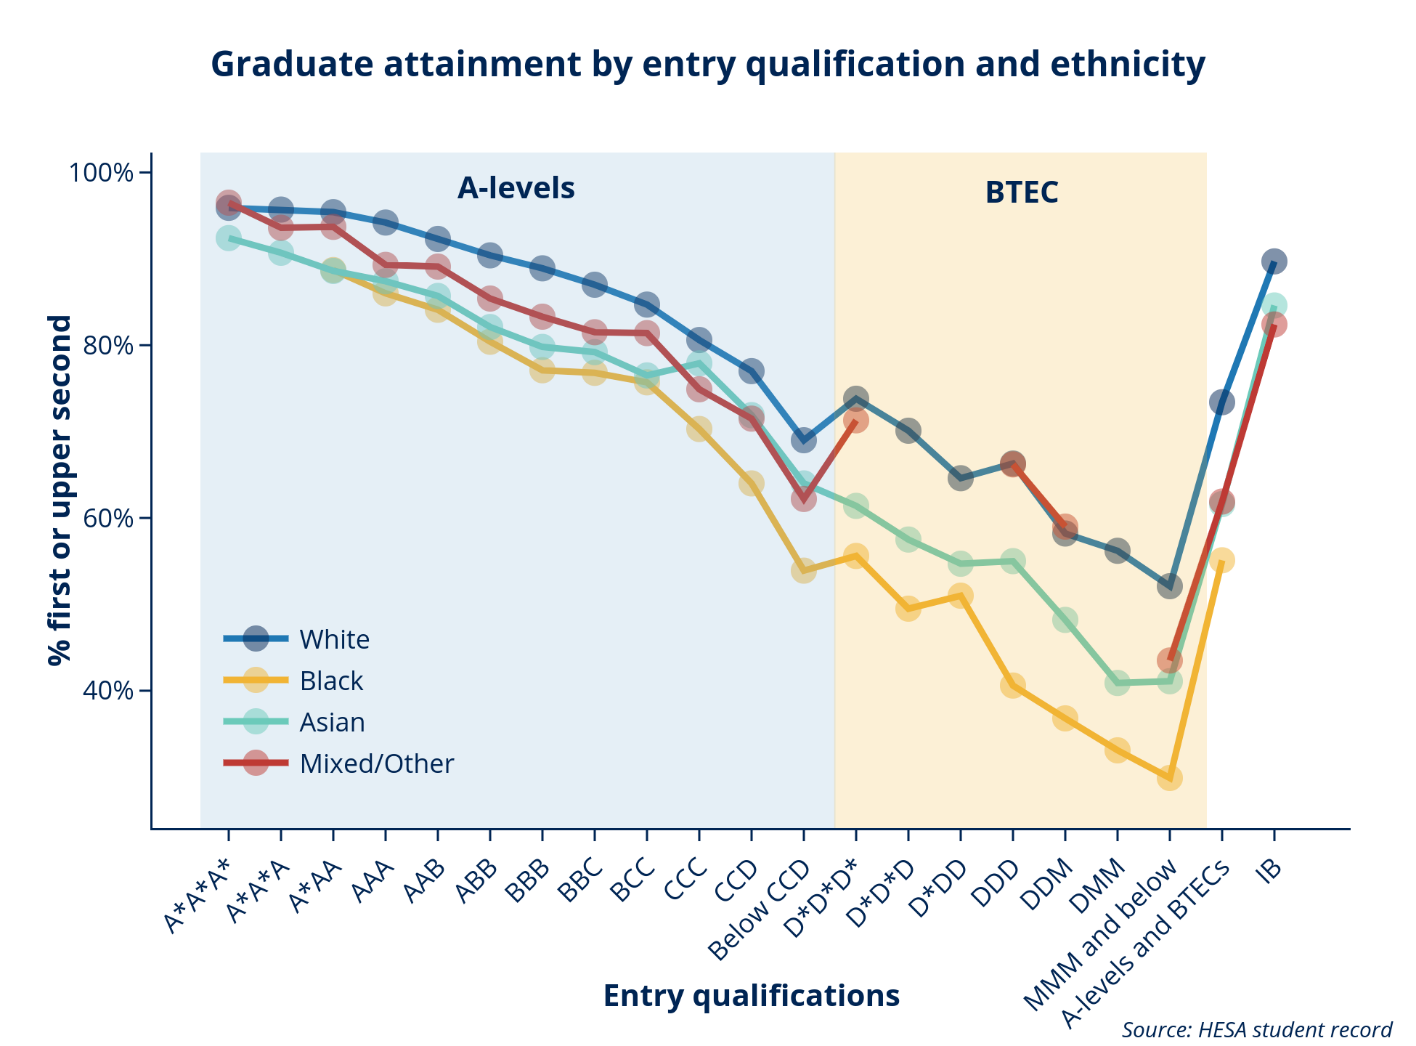 Graduate attainment by entry qualification and ethnicity
A-levels
BTEC
% first or upper second
100%
80%
60%
40%
White
Black
Asian
Mixed/Other
A*A*A*
A*A*A
A*AA
AAA
AAB
ABB
BBB
BBC
BCC
CCC
CCD
Below CCD
D*D*D*
D*D*D
D*DD
DDD
DDM
DMM
MMM and below
A-levels and BTECs
IB
Entry qualifications
Source: HESA student record